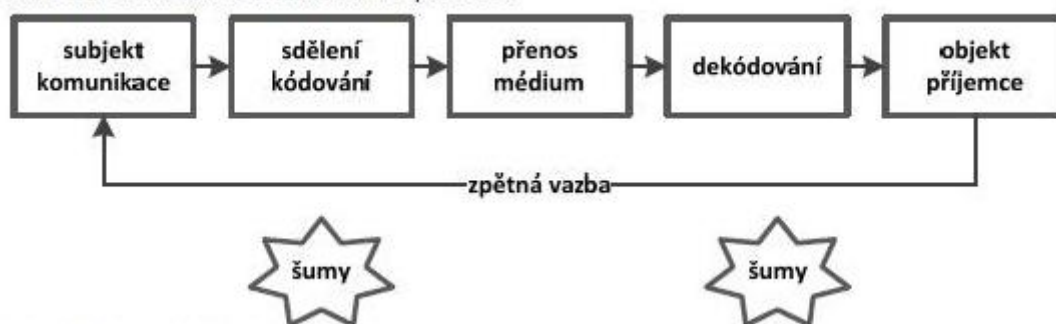 subjekt
komunikace
sdělení
kódování
přenos
médium
dekódování
objekt
příjemce
zpětná vazba
šumy
šumy